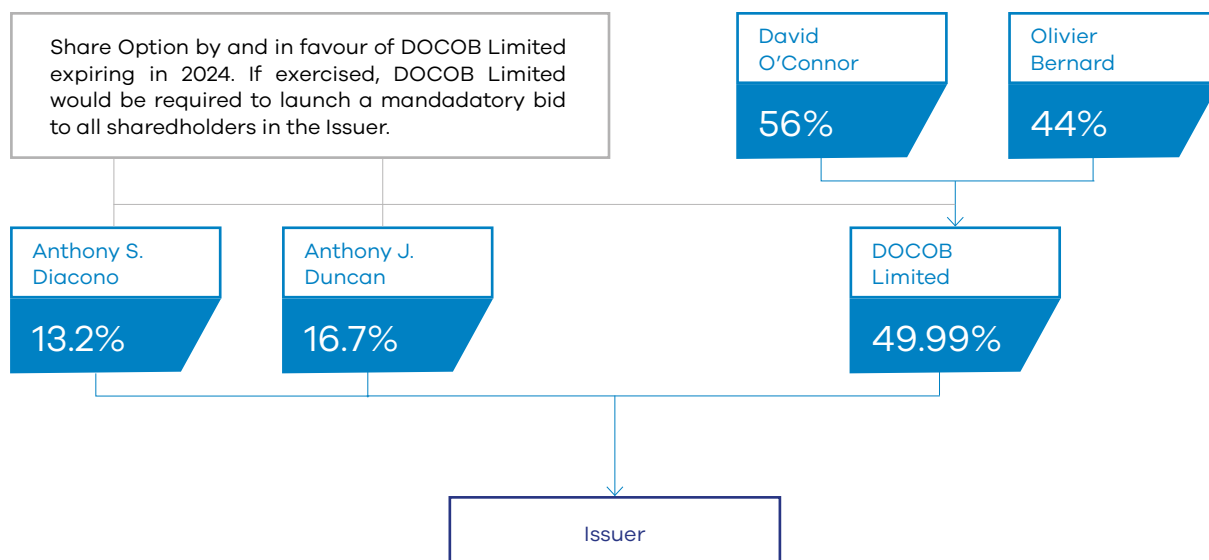 Share Option by and in favour of DOCOB Limited
expiring in 2024. If exercised, DOCOB Limited
would be required to launch a mandadatory bid
to all sharedholders in the Issuer.
David
O’Connor
56%
Olivier
Bernard
44%
Anthony S.
Diacono
13.2%
Anthony J.
Duncan
16.7%
DOCOB
Limited
49.99%
Issuer